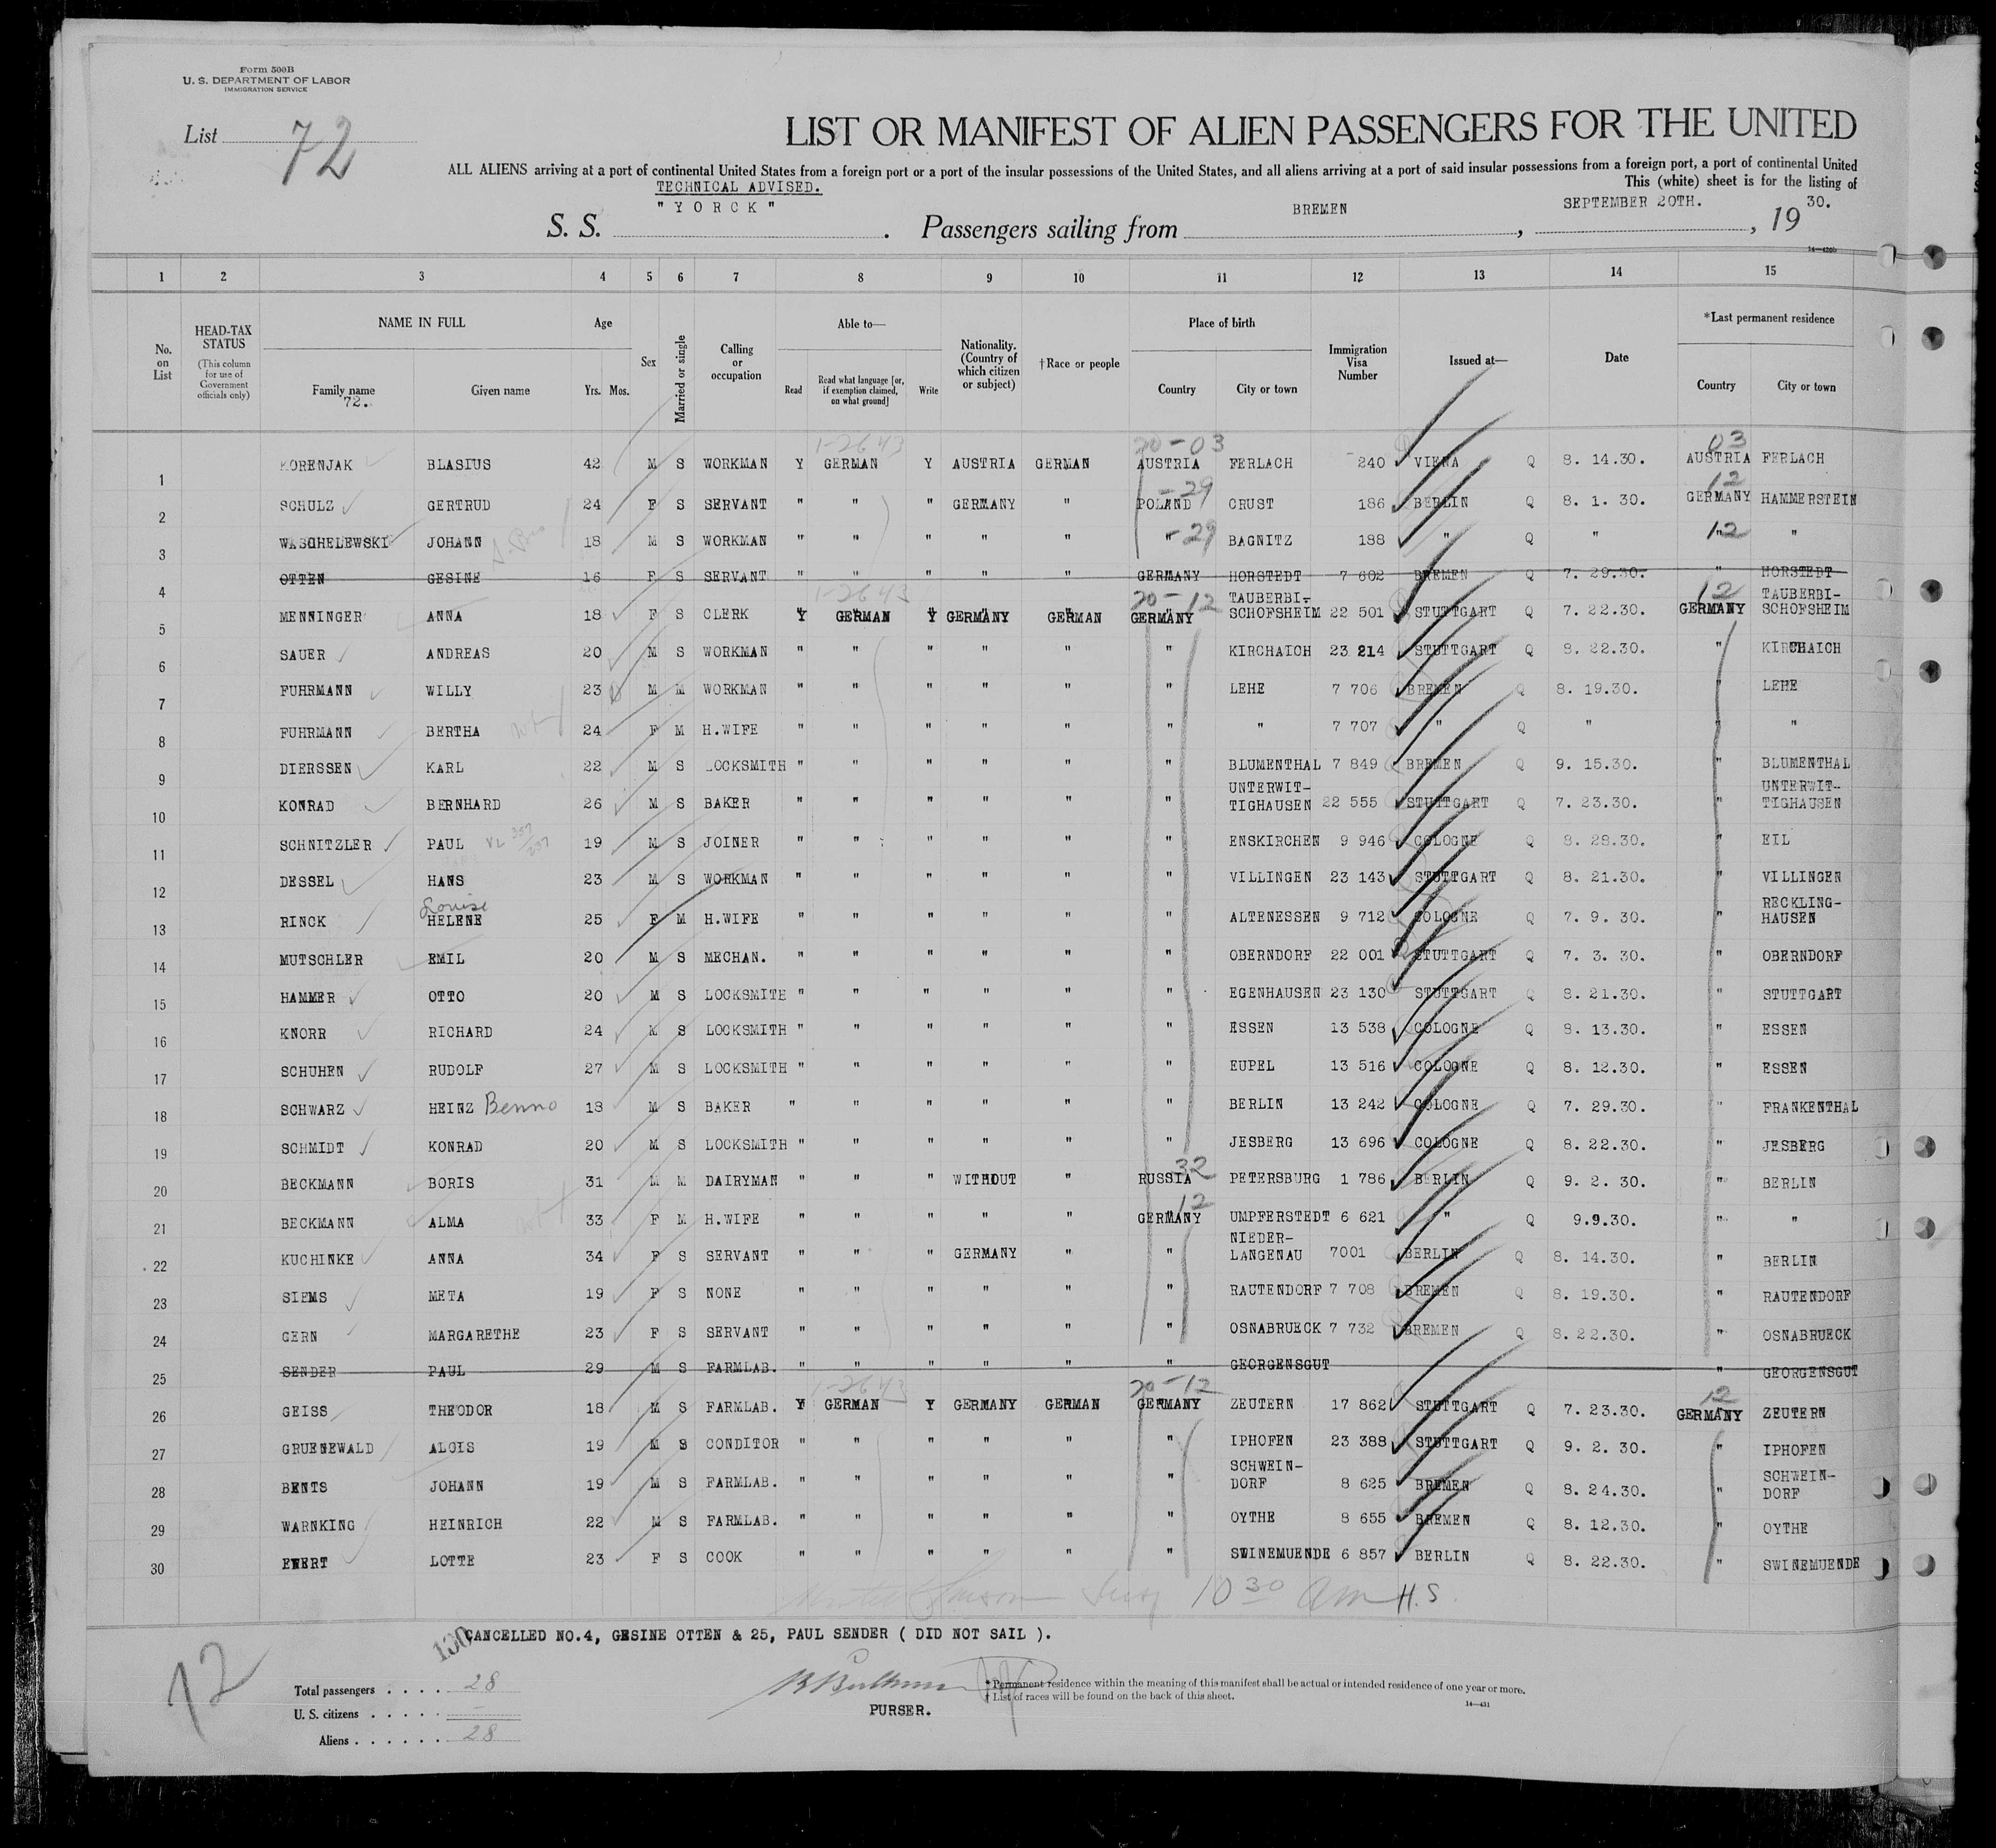 Form 500B
U. S. DEPARTMENT OF LABOR
IMMIGRATION SERVICE
List 72
LIST OR MANIFEST OF ALIEN PASSENGERS FOR THE UNITED
ALL ALIENS arriving at a port of continental United States from a foreign port or a port of the insular possessions of the United States, and all aliens arriving at a port of said insular possessions from a foreign port, a port of continental United
This (white) sheet is for the listing of
TECHNICAL ADVISED.
S. S. "YORCK" . Passengers sailing from BREMEN , SEPTEMBER 20TH. , 19 30.
14—420b
1 2 3 4 5 6 7 8 9 10 11 12 13 14 15
No. on List
HEAD-TAX STATUS
(This column for use of Government officials only)
NAME IN FULL
Family name
72.
Given name
Age
Yrs. Mos.
Sex
Married or single
Calling or occupation
Able to—
Read
Read what language [or, if exemption claimed, on what ground]
Write
Nationality. (Country of which citizen or subject)
† Race or people
Place of birth
Country
City or town
Immigration Visa Number
Issued at—
Date
*Last permanent residence
Country
City or town
1-2643 20-03 03
1 KORENJAK BLASIUS 42 M S WORKMAN Y GERMAN Y AUSTRIA GERMAN AUSTRIA FERLACH 240 VIENA Q 8. 14.30. AUSTRIA FERLACH
-29 12
2 SCHULZ GERTRUD 24 F S SERVANT " " " GERMANY " POLAND CRUST 186 BERLIN Q 8. 1. 30. GERMANY HAMMERSTEIN
3 WASCHELEWSKI JOHANN 18 M S WORKMAN " " " " " " -29 BAGNITZ 188 " Q " " 12 "
4 OTTEN GESINE 16 F S SERVANT " " " " " GERMANY HORSTEDT 7 602 BREMEN Q 7. 29.30. " HORSTEDT
1-2643 20-12 12
5 MENNINGER ANNA 18 F S CLERK Y GERMAN Y GERMANY GERMAN GERMANY TAUBERBI-SCHOFSHEIM 22 501 STUTTGART Q 7. 22.30. GERMANY TAUBERBI-SCHOFSHEIM
6 SAUER ANDREAS 20 M S WORKMAN " " " " " " KIRCHAICH 23 214 STUTTGART Q 8. 22.30. " KIRCHAICH
7 FUHRMANN WILLY 23 M M WORKMAN " " " " " " LEHE 7 706 BREMEN Q 8. 19.30. " LEHE
8 FUHRMANN BERTHA 24 F M H.WIFE " " " " " " " 7 707 " Q " " "
9 DIERSSEN KARL 22 M S LOCKSMITH " " " " " " BLUMENTHAL 7 849 BREMEN Q 9. 15.30. " BLUMENTHAL
10 KONRAD BERNHARD 26 M S BAKER " " " " " " UNTERWIT-TIGHAUSEN 22 555 STUTTGART Q 7. 23.30. " UNTERWIT-TIGHAUSEN
11 SCHNITZLER PAUL 19 M S JOINER " " " " " " ENSKIRCHEN 9 946 COLOGNE Q 8. 28.30. " EIL
12 DESSEL HANS 23 M S WORKMAN " " " " " " VILLINGEN 23 143 STUTTGART Q 8. 21.30. " VILLINGEN
13 RINCK Louise HELENE 25 F M H.WIFE " " " " " " ALTENESSEN 9 712 COLOGNE Q 7. 9. 30. " RECKLING-HAUSEN
14 MUTSCHLER EMIL 20 M S MECHAN. " " " " " " OBERNDORF 22 001 STUTTGART Q 7. 3. 30. " OBERNDORF
15 HAMMER OTTO 20 M S LOCKSMITH " " " " " " EGENHAUSEN 23 130 STUTTGART Q 8. 21.30. " STUTTGART
16 KNORR RICHARD 24 M S LOCKSMITH " " " " " " ESSEN 13 538 COLOGNE Q 8. 13.30. " ESSEN
17 SCHUHEN RUDOLF 27 M S LOCKSMITH " " " " " " EUPEL 13 516 COLOGNE Q 8. 12.30. " ESSEN
18 SCHWARZ HEINZ Benno 18 M S BAKER " " " " " " BERLIN 13 242 COLOGNE Q 7. 29.30. " FRANKENTHAL
19 SCHMIDT KONRAD 20 M S LOCKSMITH " " " " " " JESBERG 13 696 COLOGNE Q 8. 22.30. " JESBERG
32
20 BECKMANN BORIS 31 M M DAIRYMAN " " " WITHOUT " RUSSIA PETERSBURG 1 786 BERLIN Q 9. 2. 30. " BERLIN
12
21 BECKMANN ALMA 33 F M H.WIFE " " " " " GERMANY UMPFERSTEDT 6 621 " Q 9.9.30. " "
22 KUCHINKE ANNA 34 F S SERVANT " " " GERMANY " " NIEDER-LANGENAU 7001 BERLIN Q 8. 14.30. " BERLIN
23 SIEMS META 19 F S NONE " " " " " " RAUTENDORF 7 708 BREMEN Q 8. 19.30. " RAUTENDORF
24 GERN MARGARETHE 23 F S SERVANT " " " " " " OSNABRUECK 7 732 BREMEN Q 8. 22.30. " OSNABRUECK
25 SENDER PAUL 29 M S FARMLAB. " " " " " " GEORGENSGUT " GEORGENSGUT
1-2643 20-12 12
26 GEISS THEODOR 18 M S FARMLAB. Y GERMAN Y GERMANY GERMAN GERMANY ZEUTERN 17 862 STUTTGART Q 7. 23.30. GERMANY ZEUTERN
27 GRUENEWALD ALOIS 19 M S CONDITOR " " " " " " IPHOFEN 23 388 STUTTGART Q 9. 2. 30. " IPHOFEN
28 BENTS JOHANN 19 M S FARMLAB. " " " " " " SCHWEIN-DORF 8 625 BREMEN Q 8. 24.30. " SCHWEIN-DORF
29 WARNKING HEINRICH 22 M S FARMLAB. " " " " " " OYTHE 8 655 BREMEN Q 8. 12.30. " OYTHE
30 EWERT LOTTE 23 F S COOK " " " " " " SWINEMUENDE 6 857 BERLIN Q 8. 22.30. " SWINEMUENDE
10 30 am H.S.
130
CANCELLED NO.4, GESINE OTTEN & 25, PAUL SENDER ( DID NOT SAIL ).
72
Total passengers . . . . 28
U. S. citizens . . . . . –
Aliens . . . . . . 28
PURSER.
* Permanent residence within the meaning of this manifest shall be actual or intended residence of one year or more.
† List of races will be found on the back of this sheet.
14—431